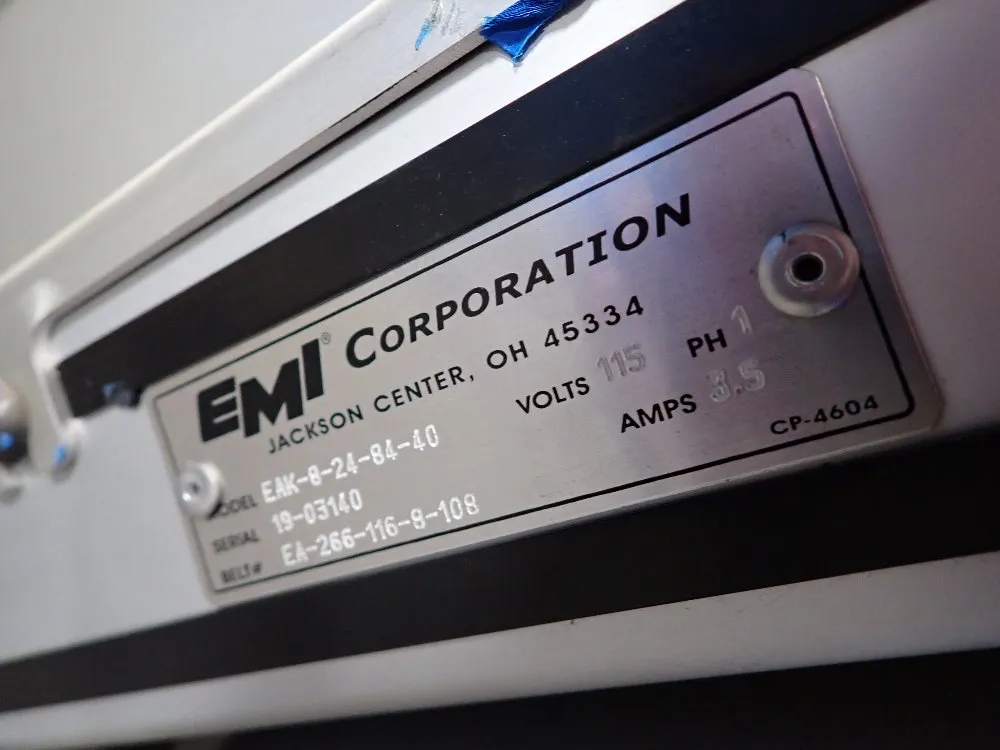 EMI® CORPORATION
JACKSON CENTER, OH 45334
VOLTS 115 PH 1
AMPS 3.5
MODEL EAK-8-24-84-40
SERIAL 19-03140
BELT# EA-266-116-8-108
CP-4604